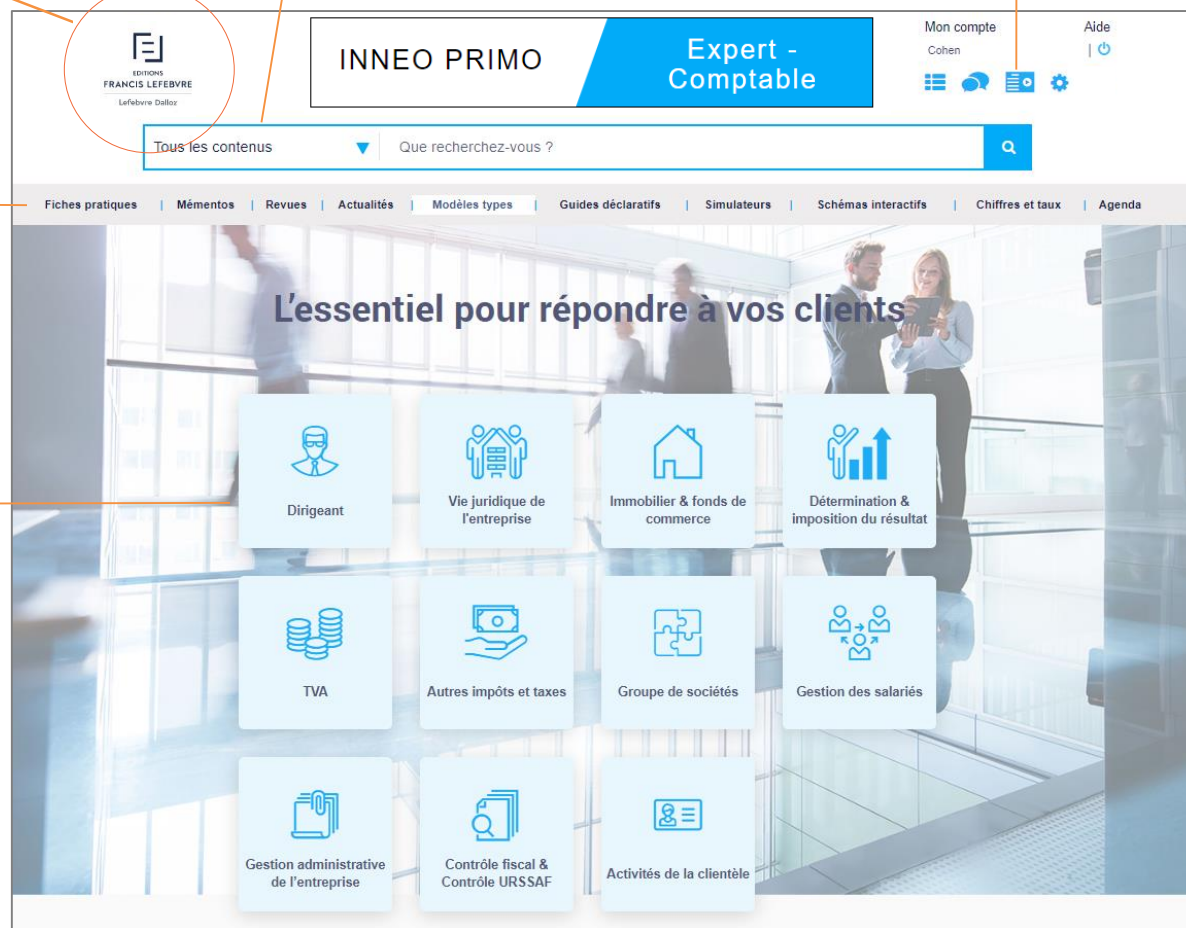 EDITIONS
FRANCIS LEFEBVRE
Lefebvre Dalloz
INNEO PRIMO
Expert -
Comptable
Mon compte
Aide
Cohen
|
Tous les contenus
Que recherchez-vous ?
Fiches pratiques | Mémentos | Revues | Actualités | Modèles types | Guides déclaratifs | Simulateurs | Schémas interactifs | Chiffres et taux | Agenda
L'essentiel pour répondre à vos clients
Dirigeant
Vie juridique de
l'entreprise
Immobilier & fonds de
commerce
Détermination &
imposition du résultat
TVA
Autres impôts et taxes
Groupe de sociétés
Gestion des salariés
Gestion administrative
de l'entreprise
Contrôle fiscal &
Contrôle URSSAF
Activités de la clientèle